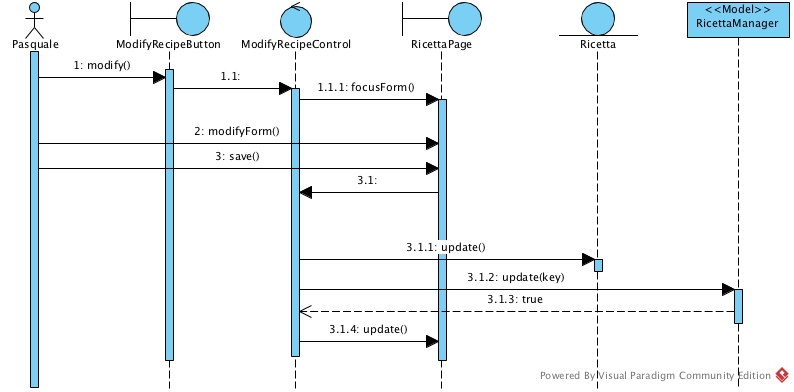 <<Model>>
Pasquale
ModifyRecipeButton
ModifyRecipeControl
RicettaPage
Ricetta
RicettaManager
1: modify()
1.1:
1.1.1: focusForm()
2: modifyForm()
3: save()
3.1:
3.1.1: update()
3.1.2: update(key)
3.1.3: true
3.1.4: update()
Powered By Visual Paradigm Community Edition